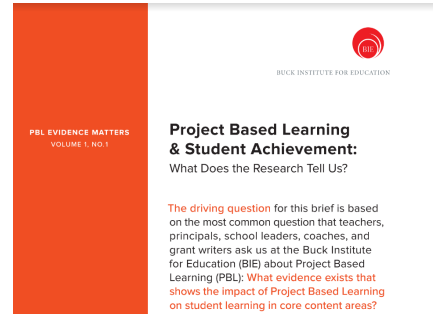 BIE
BUCK INSTITUTE FOR EDUCATION
PBL EVIDENCE MATTERS
VOLUME 1, NO.1
Project Based Learning
& Student Achievement:
What Does the Research Tell Us?
The driving question for this brief is based
on the most common question that teachers,
principals, school leaders, coaches, and
grant writers ask us at the Buck Institute
for Education (BIE) about Project Based
Learning (PBL): What evidence exists that
shows the impact of Project Based Learning
on student learning in core content areas?